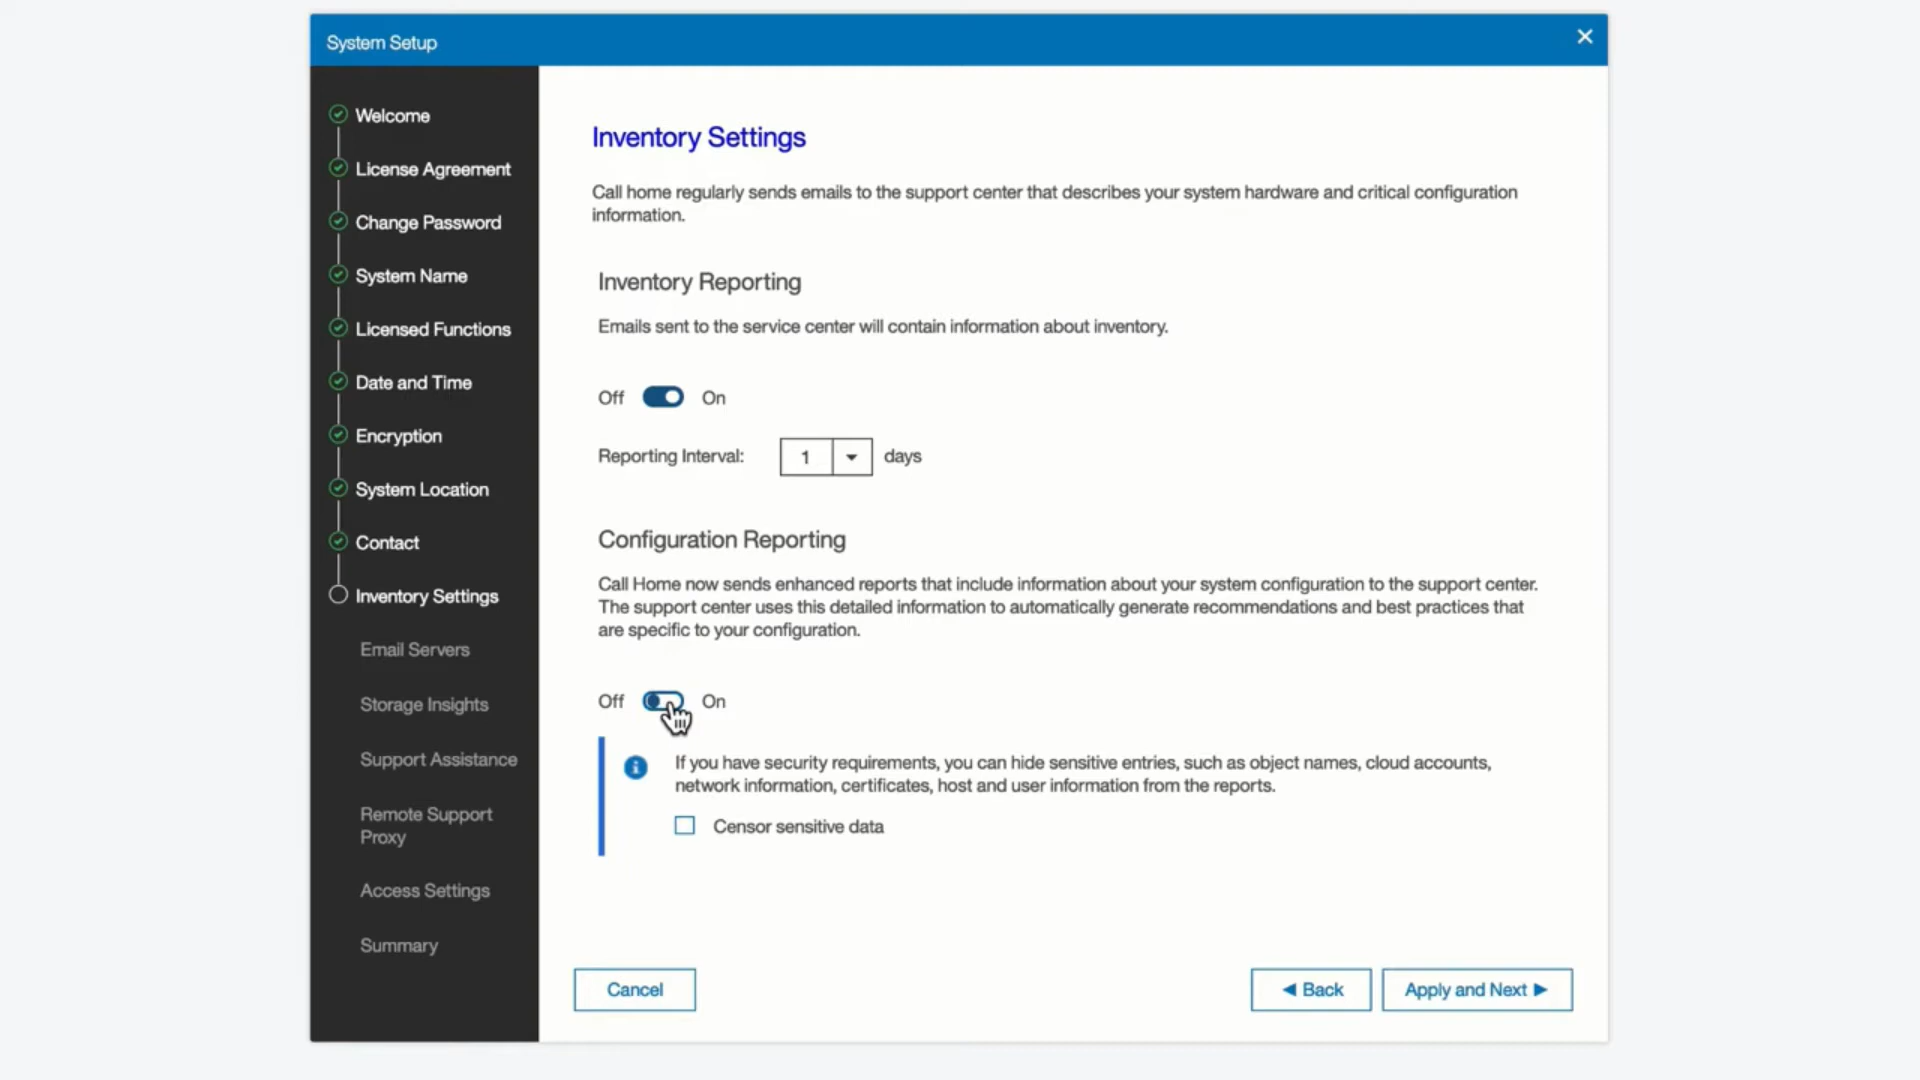 System Setup
Welcome
License Agreement
Change Password
System Name
Licensed Functions
Date and Time
Encryption
System Location
Contact
Inventory Settings
Email Servers
Storage Insights
Support Assistance
Remote Support
Proxy
Access Settings
Summary
Inventory Settings
Call home regularly sends emails to the support center that describes your system hardware and critical configuration
information.
Inventory Reporting
Emails sent to the service center will contain information about inventory.
Off On
Reporting Interval: 1 days
Configuration Reporting
Call Home now sends enhanced reports that include information about your system configuration to the support center.
The support center uses this detailed information to automatically generate recommendations and best practices that
are specific to your configuration.
Off On
If you have security requirements, you can hide sensitive entries, such as object names, cloud accounts,
network information, certificates, host and user information from the reports.
Censor sensitive data
Cancel Back Apply and Next